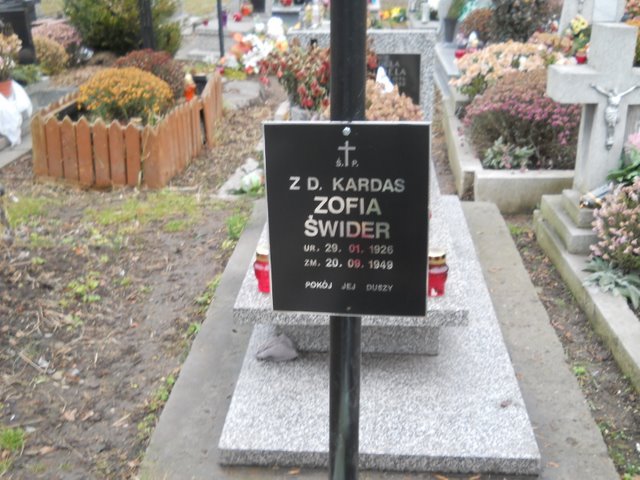 Ś. P.
Z D. KARDAS
ZOFIA
ŚWIDER
UR. 29. 01. 1926
ZM. 20. 09. 1949
POKÓJ JEJ DUSZY